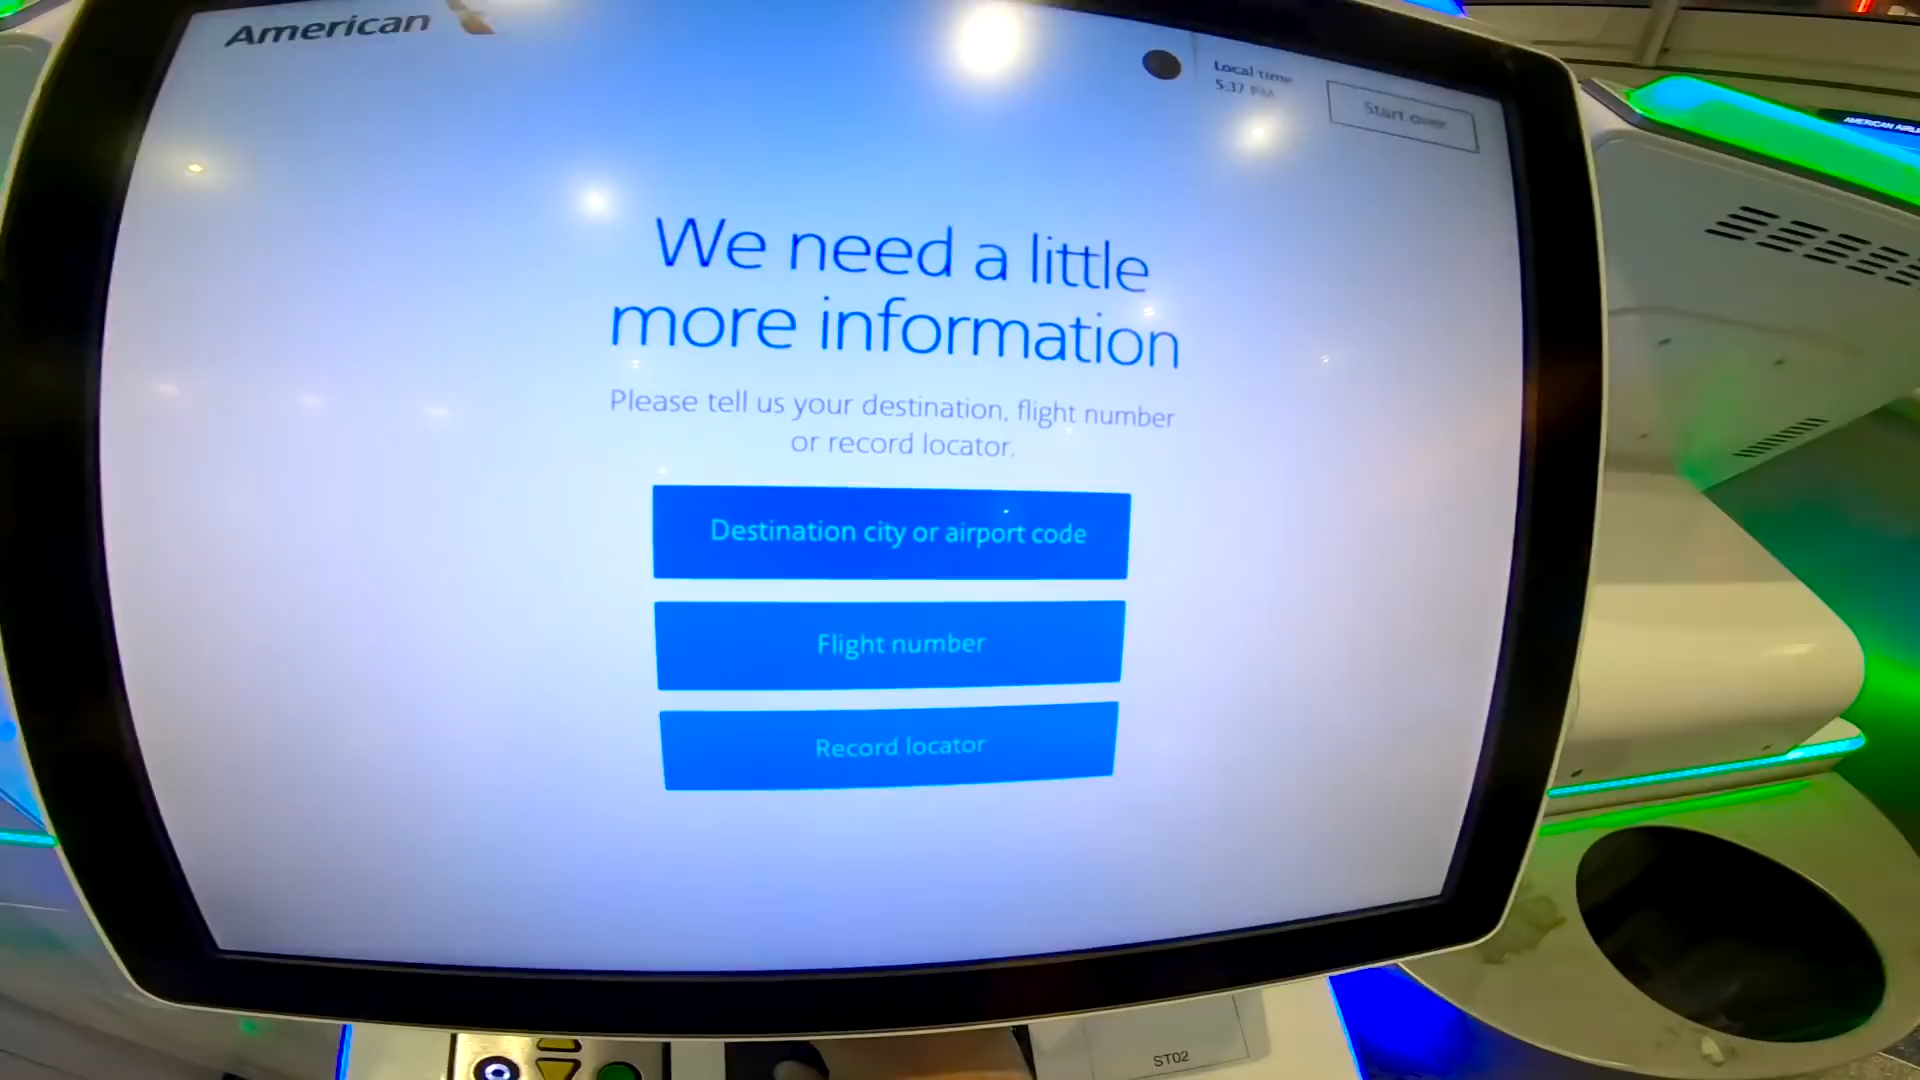 American
Local time
5:37 PM
Start over
We need a little
more information
Please tell us your destination, flight number
or record locator.
Destination city or airport code
Flight number
Record locator
ST02
AMERICAN